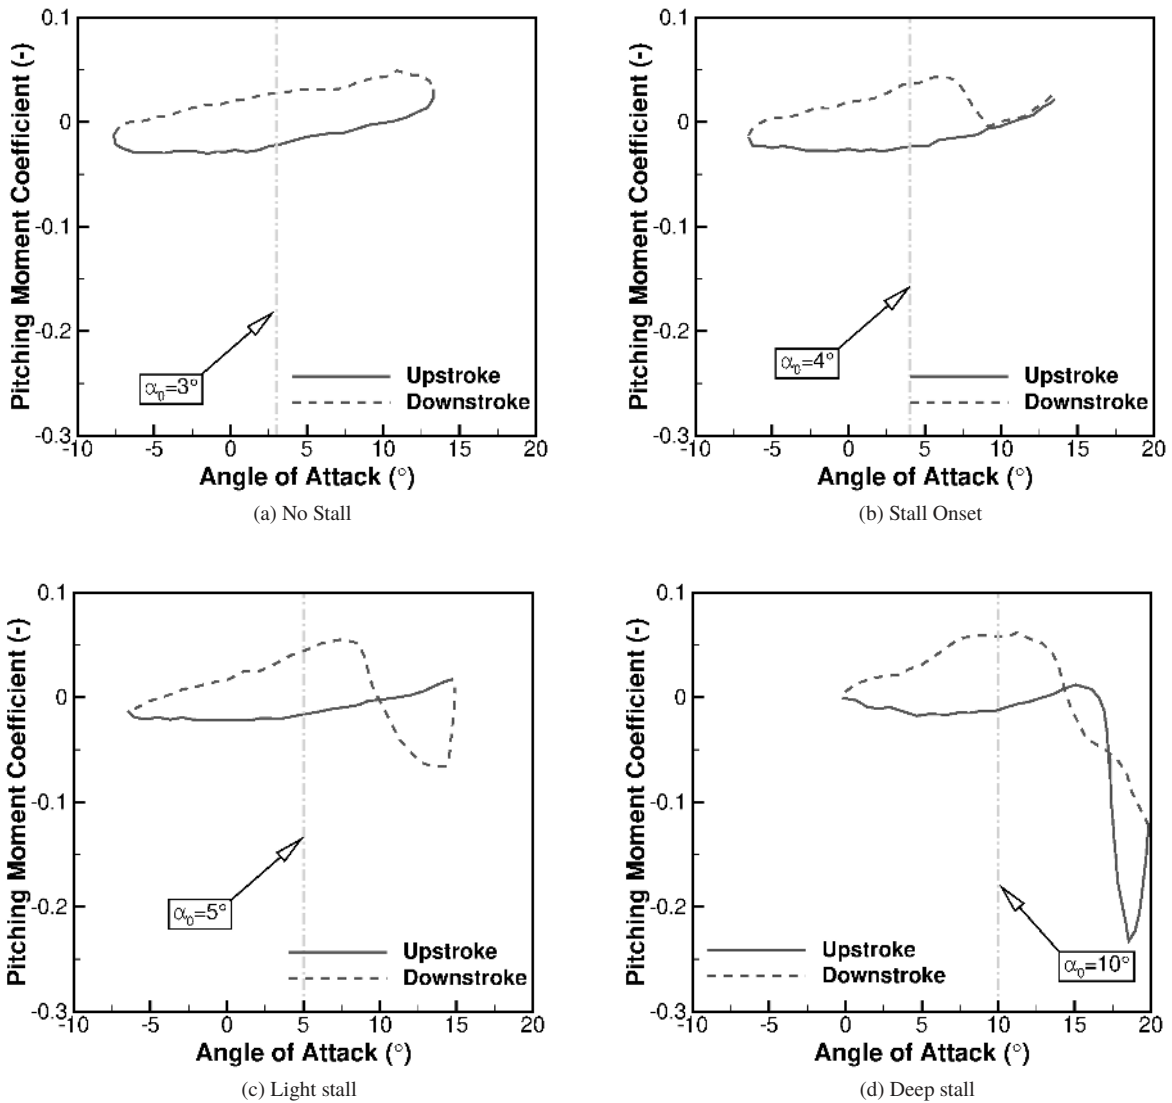 Pitching Moment Coefficient (-)
0.1
0
-0.1
-0.2
-0.3
α₀=3°
Upstroke
Downstroke
-10 -5 0 5 10 15 20
Angle of Attack (°)
(a) No Stall
Pitching Moment Coefficient (-)
0.1
0
-0.1
-0.2
-0.3
α₀=4°
Upstroke
Downstroke
-10 -5 0 5 10 15 20
Angle of Attack (°)
(b) Stall Onset
Pitching Moment Coefficient (-)
0.1
0
-0.1
-0.2
-0.3
α₀=5°
Upstroke
Downstroke
-10 -5 0 5 10 15 20
Angle of Attack (°)
(c) Light stall
Pitching Moment Coefficient (-)
0.1
0
-0.1
-0.2
-0.3
Upstroke
Downstroke
α₀=10°
-10 -5 0 5 10 15 20
Angle of Attack (°)
(d) Deep stall